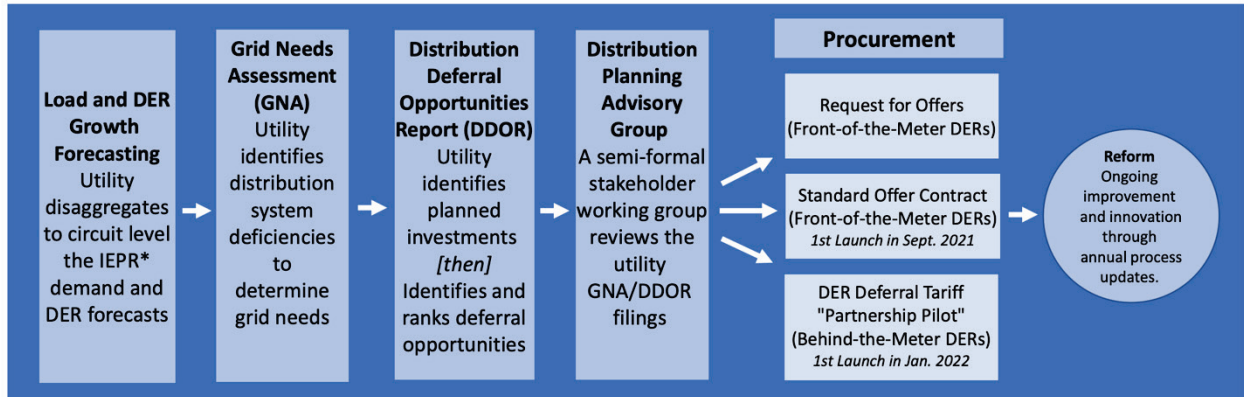 Load and DER
Growth
Forecasting
Utility
disaggregates
to circuit level
the IEPR*
demand and
DER forecasts
Grid Needs
Assessment
(GNA)
Utility
identifies
distribution
system
deficiencies
to
determine
grid needs
Distribution
Deferral
Opportunities
Report (DDOR)
Utility
identifies
planned
investments
[then]
Identifies and
ranks deferral
opportunities
Distribution
Planning
Advisory
Group
A semi-formal
stakeholder
working group
reviews the
utility
GNA/DDOR
filings
Procurement
Request for Offers
(Front-of-the-Meter DERs)
Standard Offer Contract
(Front-of-the-Meter DERs)
1st Launch in Sept. 2021
DER Deferral Tariff
"Partnership Pilot"
(Behind-the-Meter DERs)
1st Launch in Jan. 2022
Reform
Ongoing
improvement
and innovation
through
annual process
updates.